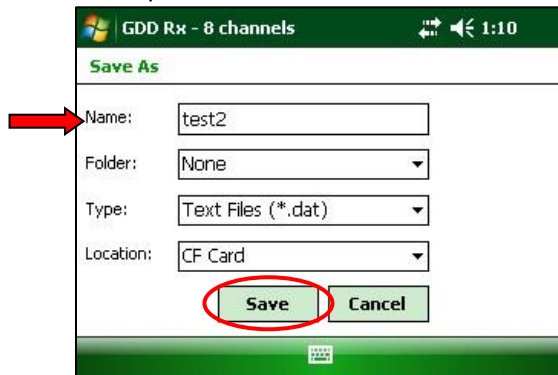 GDD Rx - 8 channels 1:10
Save As
Name: test2
Folder: None
Type: Text Files (*.dat)
Location: CF Card
Save Cancel